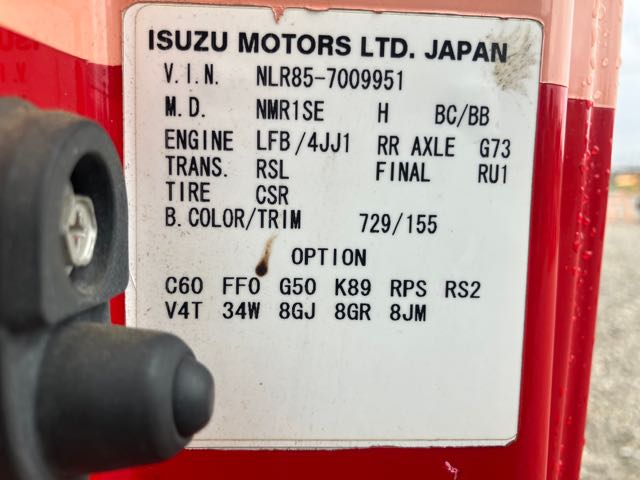 ISUZU MOTORS LTD. JAPAN
V.I.N. NLR85-7009951
M.D. NMR1SE H BC/BB
ENGINE LFB/4JJ1 RR AXLE G73
TRANS. RSL FINAL RU1
TIRE CSR
B.COLOR/TRIM 729/155
OPTION
C60 FF0 G50 K89 RPS RS2
V4T 34W 8GJ 8GR 8JM